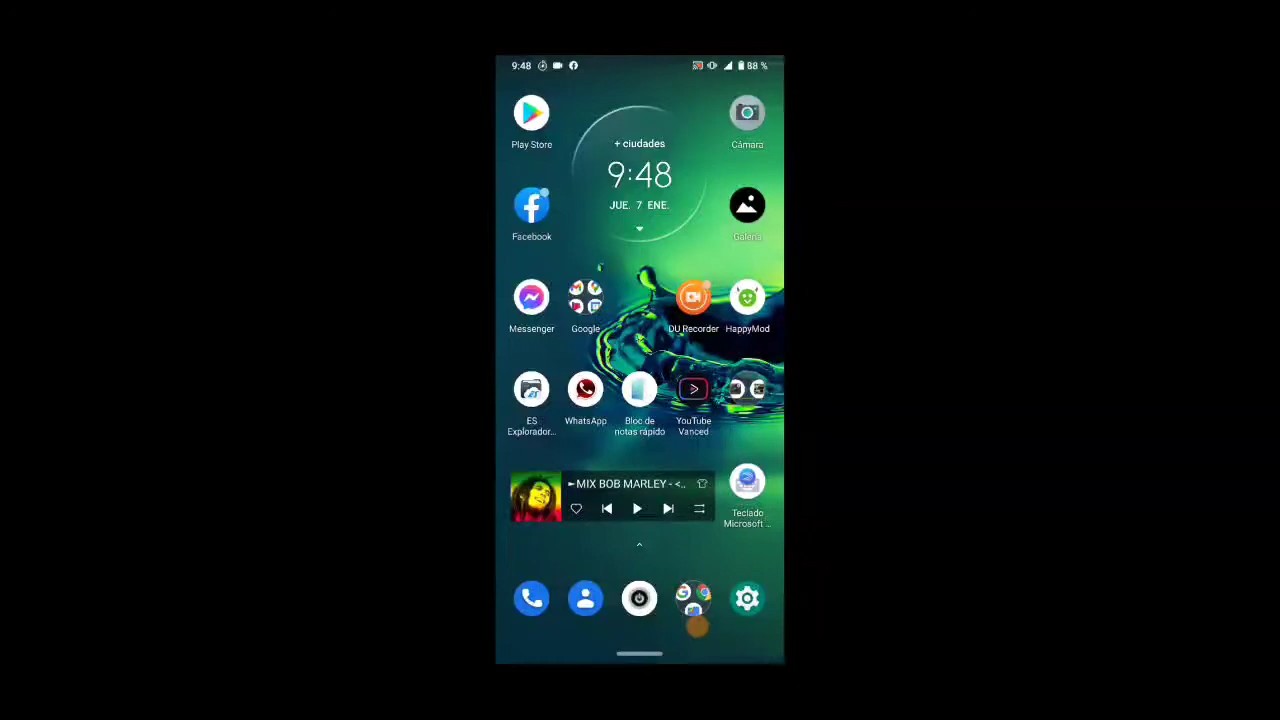 9:48
88 %
Play Store
+ ciudades
Cámara
9:48
JUE. 7 ENE.
Facebook
Galería
Messenger
Google
DU Recorder
HappyMod
ES
Explorador...
WhatsApp
Bloc de
notas rápido
YouTube
Vanced
►MIX BOB MARLEY - <..
Teclado
Microsoft ...